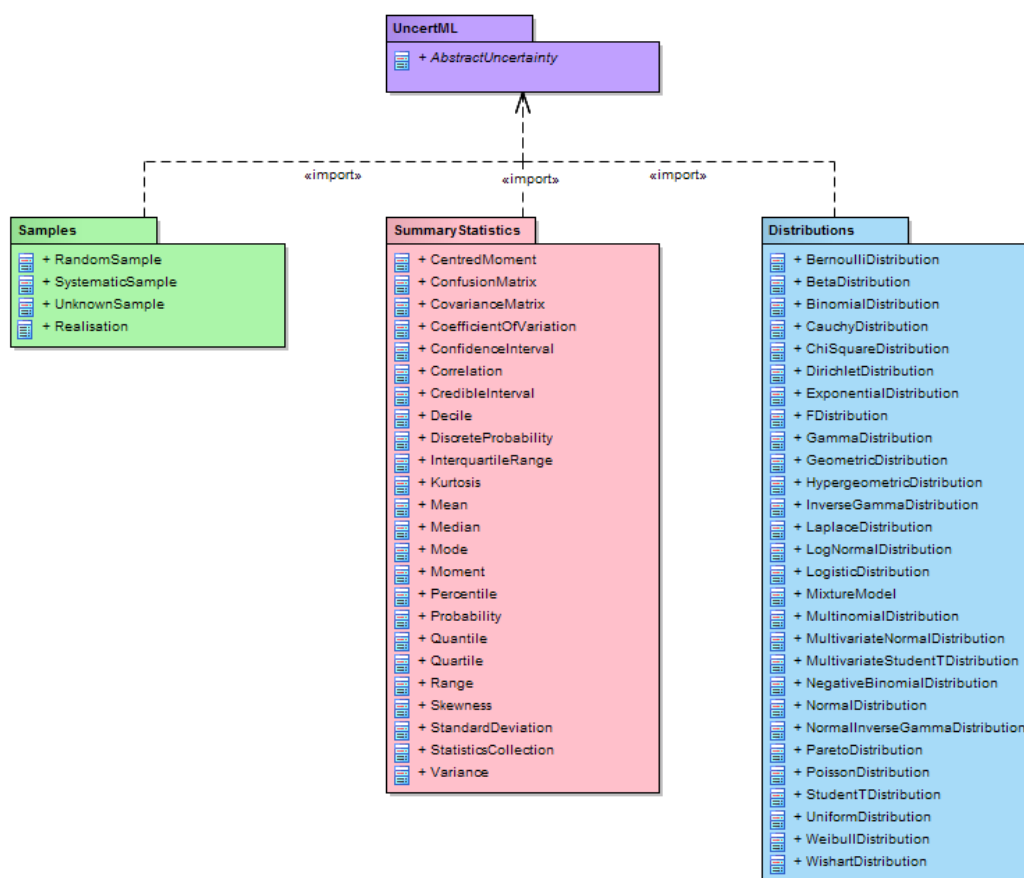 UncertML
+ AbstractUncertainty
«import»
«import»
«import»
Samples
+ RandomSample
+ SystematicSample
+ UnknownSample
+ Realisation
SummaryStatistics
+ CentredMoment
+ ConfusionMatrix
+ CovarianceMatrix
+ CoefficientOfVariation
+ ConfidenceInterval
+ Correlation
+ CredibleInterval
+ Decile
+ DiscreteProbability
+ InterquartileRange
+ Kurtosis
+ Mean
+ Median
+ Mode
+ Moment
+ Percentile
+ Probability
+ Quantile
+ Quartile
+ Range
+ Skewness
+ StandardDeviation
+ StatisticsCollection
+ Variance
Distributions
+ BernoulliDistribution
+ BetaDistribution
+ BinomialDistribution
+ CauchyDistribution
+ ChiSquareDistribution
+ DirichletDistribution
+ ExponentialDistribution
+ FDistribution
+ GammaDistribution
+ GeometricDistribution
+ HypergeometricDistribution
+ InverseGammaDistribution
+ LaplaceDistribution
+ LogNormalDistribution
+ LogisticDistribution
+ MixtureModel
+ MultinomialDistribution
+ MultivariateNormalDistribution
+ MultivariateStudentTDistribution
+ NegativeBinomialDistribution
+ NormalDistribution
+ NormalInverseGammaDistribution
+ ParetoDistribution
+ PoissonDistribution
+ StudentTDistribution
+ UniformDistribution
+ WeibullDistribution
+ WishartDistribution